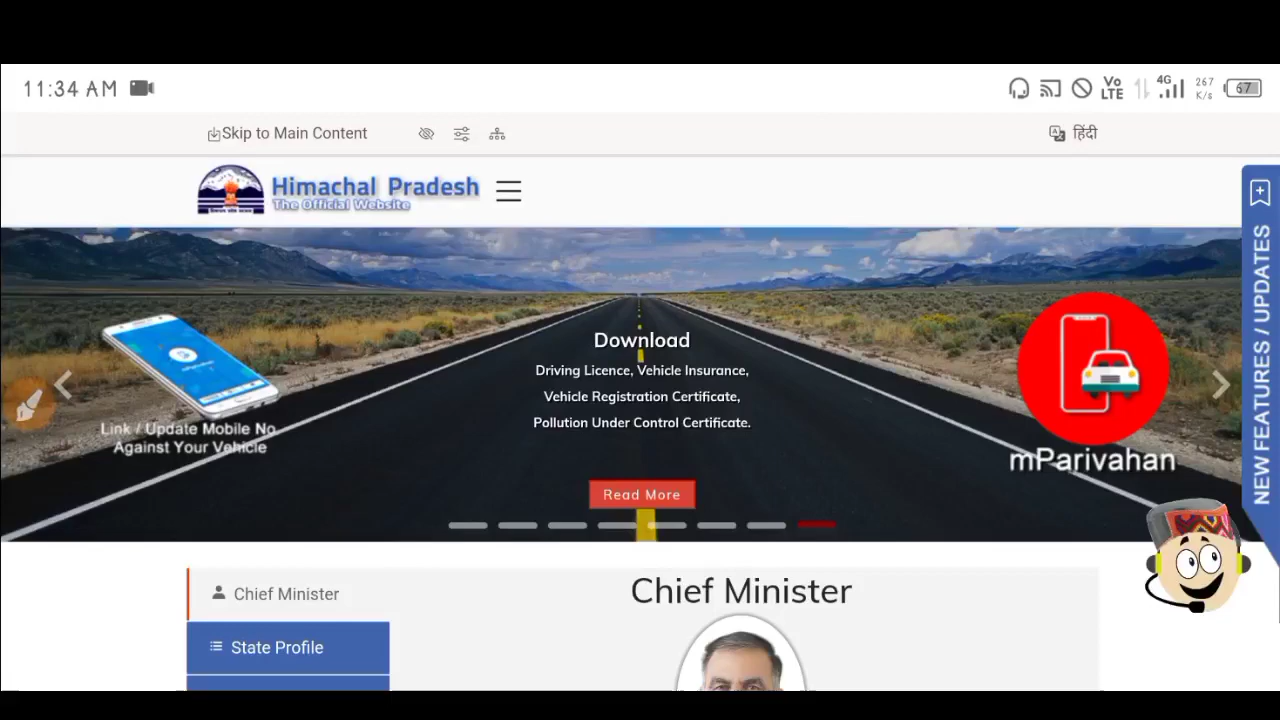 11:34 AM
Vo
LTE
4G
267
K/s
67
Skip to Main Content
हिंदी
Himachal Pradesh
The Official Website
NEW FEATURES / UPDATES
Download
Driving Licence, Vehicle Insurance,
Vehicle Registration Certificate,
Pollution Under Control Certificate.
Link / Update Mobile No.
Against Your Vehicle
mParivahan
Read More
Chief Minister
Chief Minister
State Profile